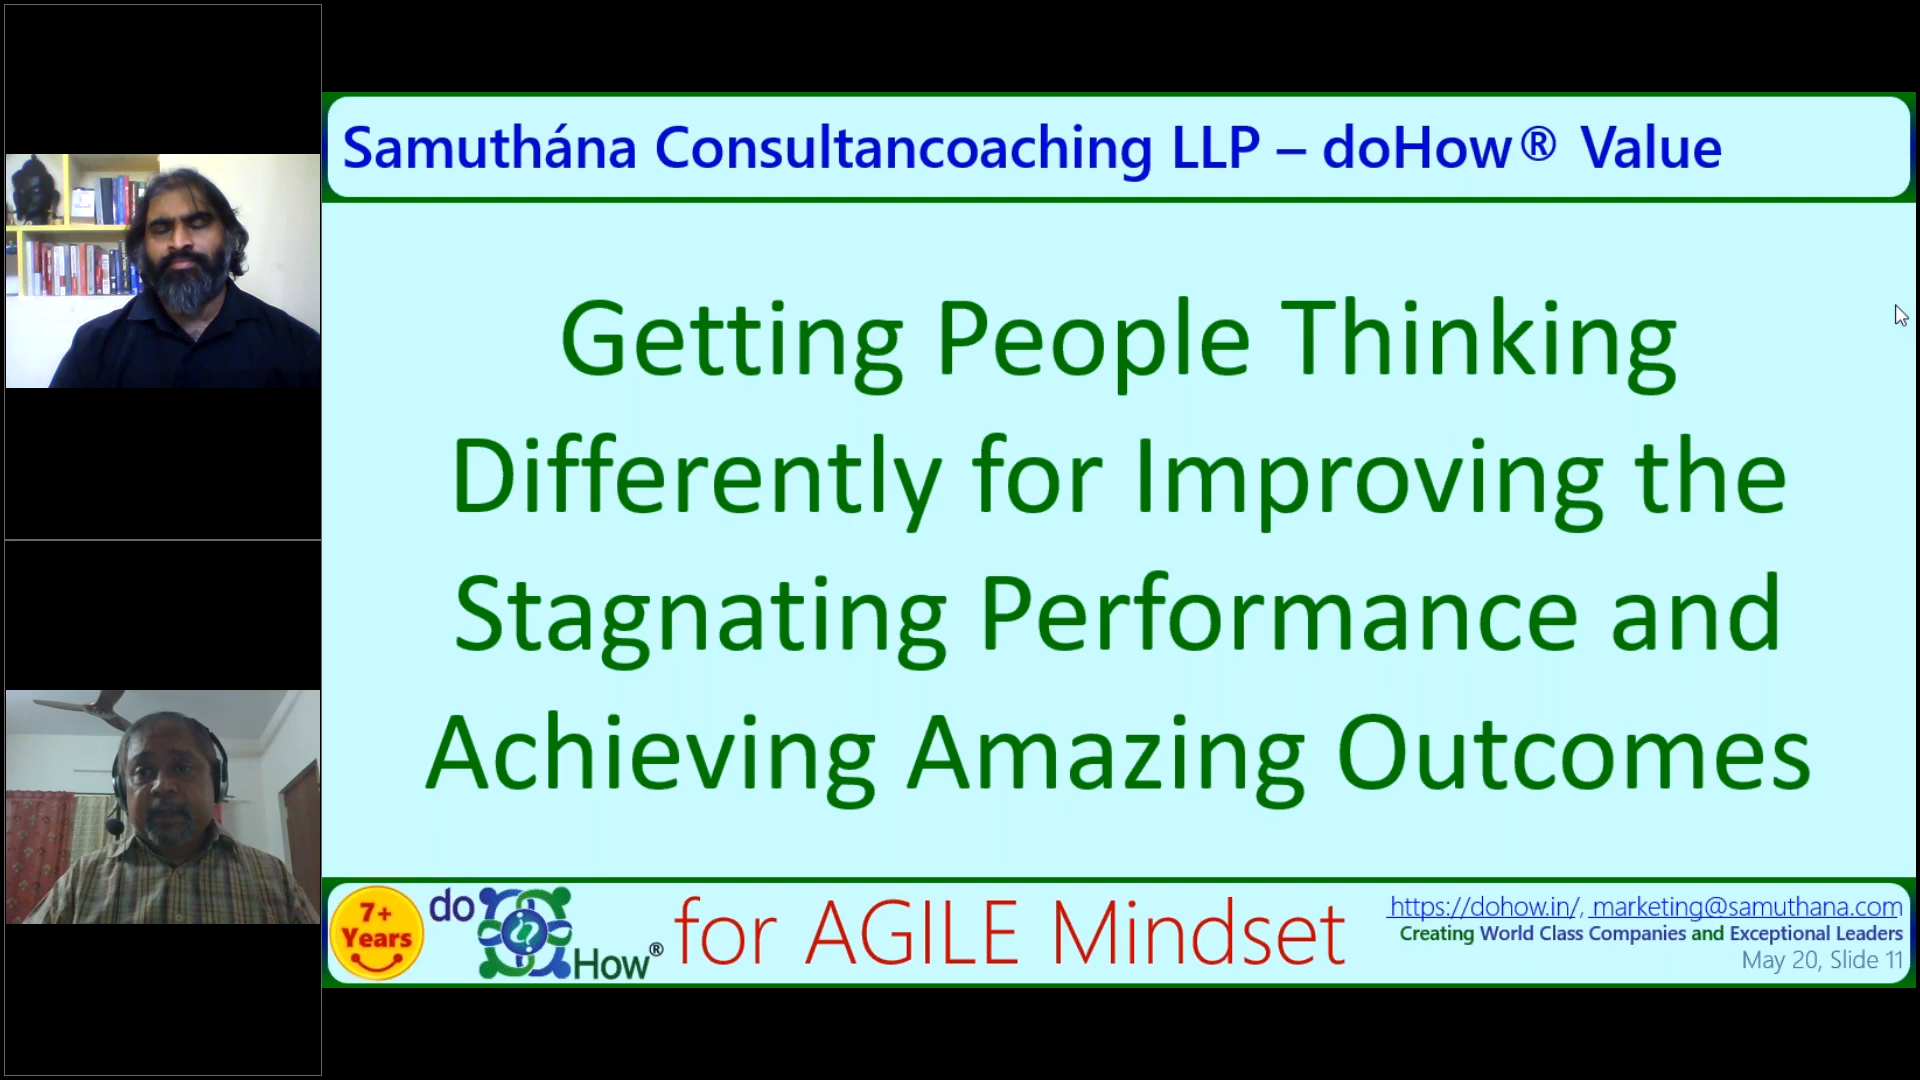 Samuthána Consultancoaching LLP – doHow® Value
Getting People Thinking
Differently for Improving the
Stagnating Performance and
Achieving Amazing Outcomes
7+
Years
do
How®
for AGILE Mindset
https://dohow.in/, marketing@samuthana.com
Creating World Class Companies and Exceptional Leaders
May 20, Slide 11